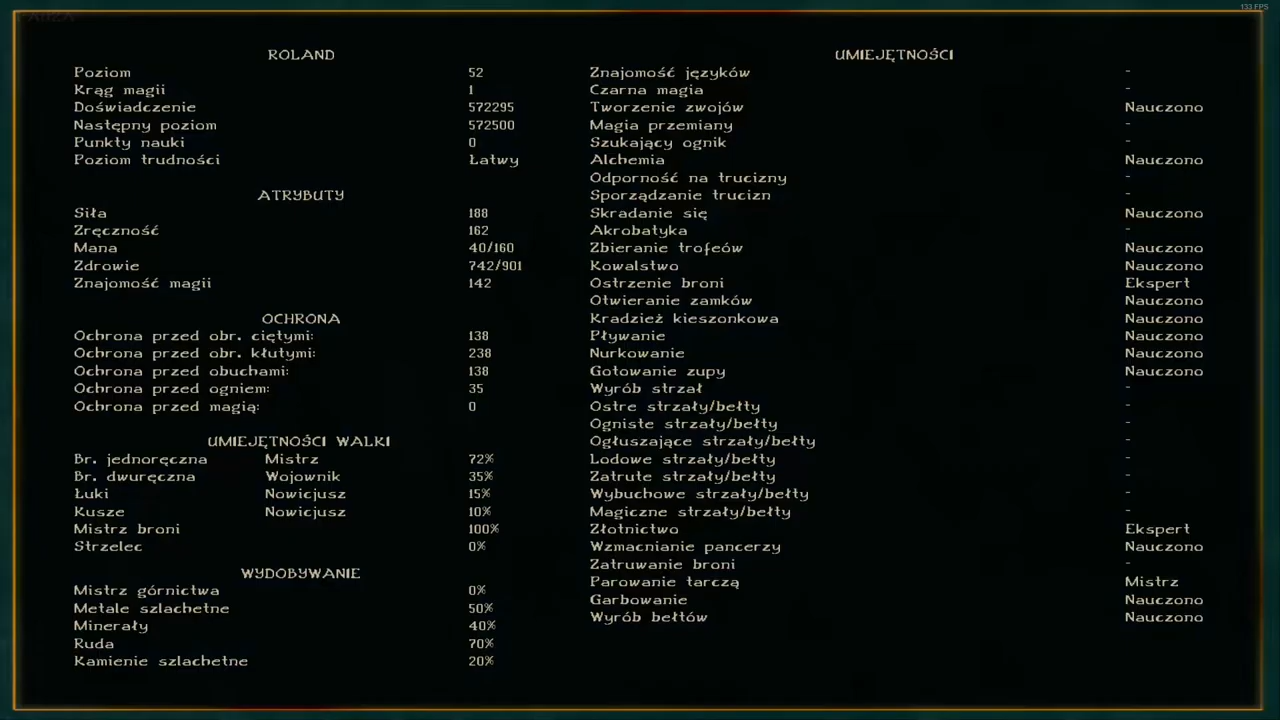 PAUZA
133 FPS
ROLAND
Poziom 52
Krąg magii 1
Doświadczenie 572295
Następny poziom 572500
Punkty nauki 0
Poziom trudności Łatwy
ATRYBUTY
Siła 188
Zręczność 162
Mana 40/160
Zdrowie 742/901
Znajomość magii 142
OCHRONA
Ochrona przed obr. ciętymi: 138
Ochrona przed obr. kłutymi: 238
Ochrona przed obuchami: 138
Ochrona przed ogniem: 35
Ochrona przed magią: 0
UMIEJĘTNOŚCI WALKI
Br. jednoręczna Mistrz 72%
Br. dwuręczna Wojownik 35%
Łuki Nowicjusz 15%
Kusze Nowicjusz 10%
Mistrz broni 100%
Strzelec 0%
WYDOBYWANIE
Mistrz górnictwa 0%
Metale szlachetne 50%
Minerały 40%
Ruda 70%
Kamienie szlachetne 20%
UMIEJĘTNOŚCI
Znajomość języków -
Czarna magia -
Tworzenie zwojów Nauczono
Magia przemiany -
Szukający ognik -
Alchemia Nauczono
Odporność na trucizny -
Sporządzanie trucizn -
Skradanie się Nauczono
Akrobatyka -
Zbieranie trofeów Nauczono
Kowalstwo Nauczono
Ostrzenie broni Ekspert
Otwieranie zamków Nauczono
Kradzież kieszonkowa Nauczono
Pływanie Nauczono
Nurkowanie Nauczono
Gotowanie zupy Nauczono
Wyrób strzał -
Ostre strzały/bełty -
Ogniste strzały/bełty -
Ogłuszające strzały/bełty -
Lodowe strzały/bełty -
Zatrute strzały/bełty -
Wybuchowe strzały/bełty -
Magiczne strzały/bełty -
Złotnictwo Ekspert
Wzmacnianie pancerzy Nauczono
Zatruwanie broni -
Parowanie tarczą Mistrz
Garbowanie Nauczono
Wyrób bełtów Nauczono